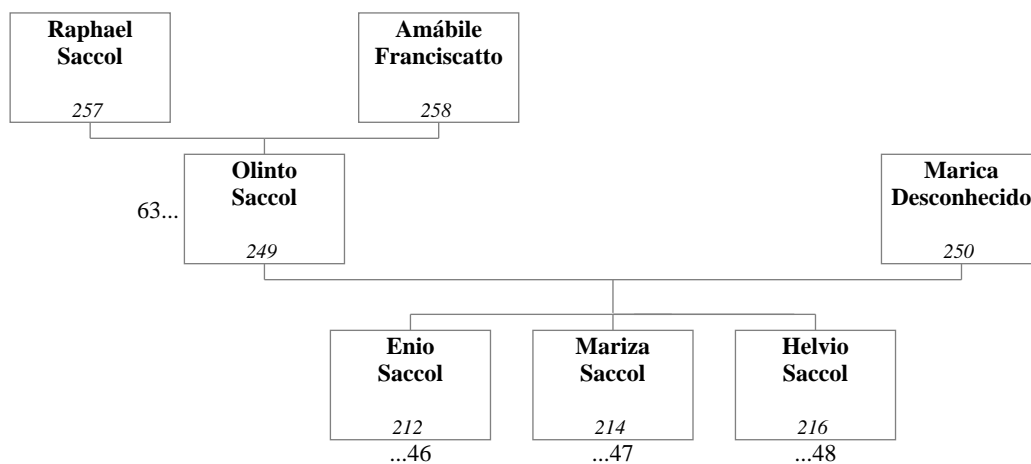 Raphael
Saccol
257
Amábile
Franciscatto
258
63...
Olinto
Saccol
249
Marica
Desconhecido
250
Enio
Saccol
212
...46
Mariza
Saccol
214
...47
Helvio
Saccol
216
...48